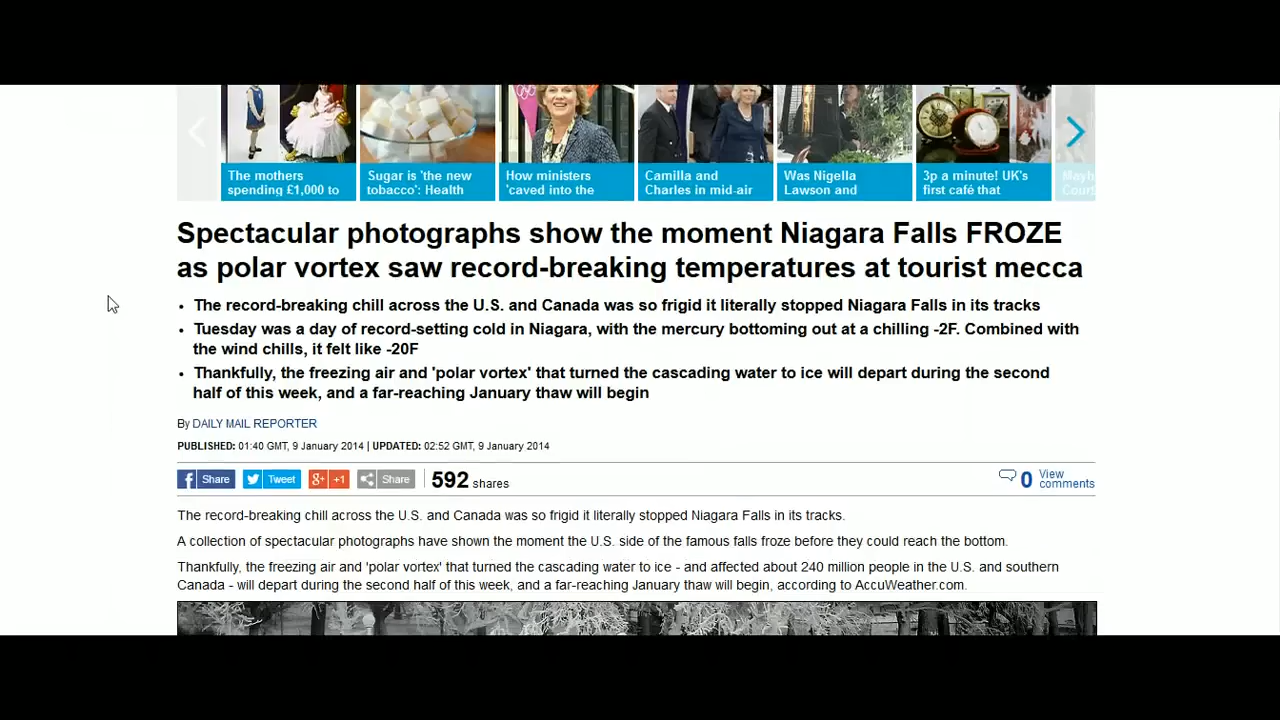 The mothers
spending £1,000 to
Sugar is 'the new
tobacco': Health
How ministers
'caved into the
Camilla and
Charles in mid-air
Was Nigella
Lawson and
3p a minute! UK's
first café that
Spectacular photographs show the moment Niagara Falls FROZE
as polar vortex saw record-breaking temperatures at tourist mecca
• The record-breaking chill across the U.S. and Canada was so frigid it literally stopped Niagara Falls in its tracks
• Tuesday was a day of record-setting cold in Niagara, with the mercury bottoming out at a chilling -2F. Combined with
the wind chills, it felt like -20F
• Thankfully, the freezing air and 'polar vortex' that turned the cascading water to ice will depart during the second
half of this week, and a far-reaching January thaw will begin
By DAILY MAIL REPORTER
PUBLISHED: 01:40 GMT, 9 January 2014 | UPDATED: 02:52 GMT, 9 January 2014
f Share Tweet g+ +1 Share 592 shares 0 View
comments
The record-breaking chill across the U.S. and Canada was so frigid it literally stopped Niagara Falls in its tracks.
A collection of spectacular photographs have shown the moment the U.S. side of the famous falls froze before they could reach the bottom.
Thankfully, the freezing air and 'polar vortex' that turned the cascading water to ice - and affected about 240 million people in the U.S. and southern
Canada - will depart during the second half of this week, and a far-reaching January thaw will begin, according to AccuWeather.com.